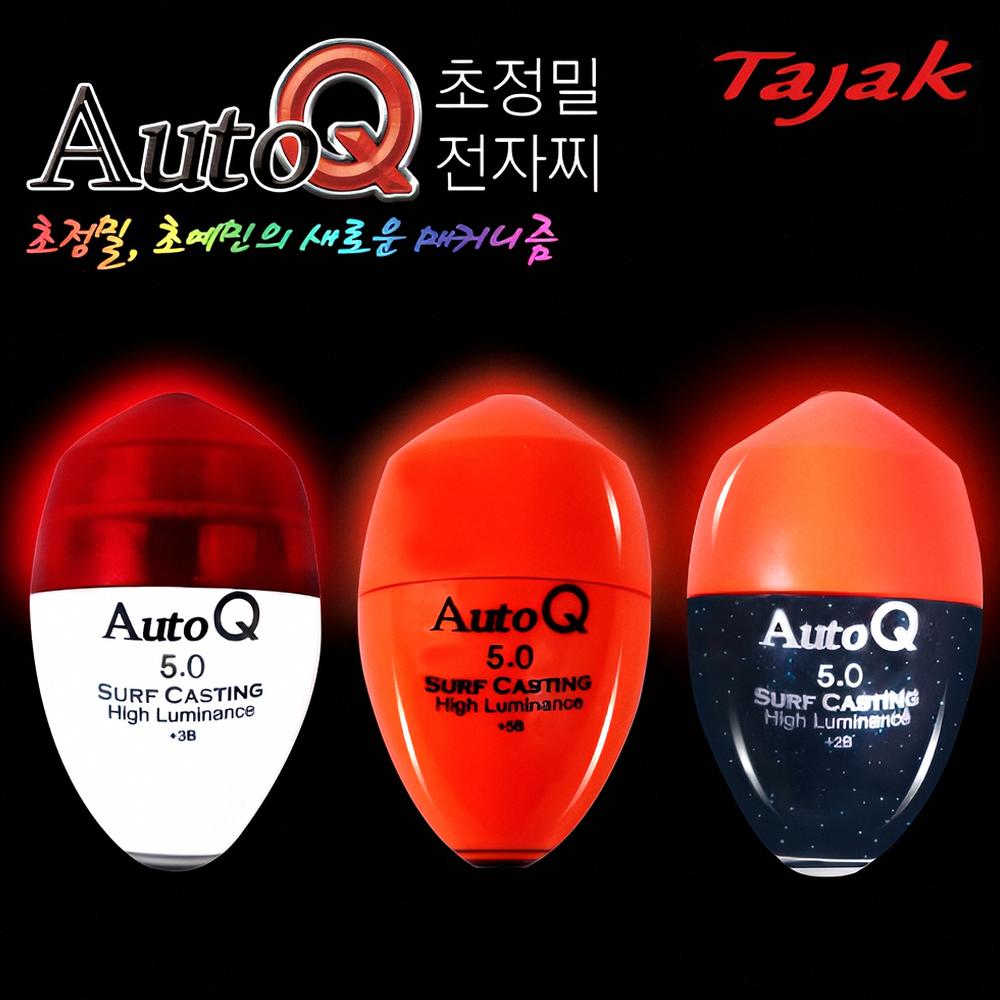 AutoQ
초정밀
전자찌
Tajak
초정밀, 초예민의 새로운 매커니즘
AutoQ
5.0
SURF CASTING
High Luminance
+3B
AutoQ
5.0
SURF CASTING
High Luminance
AutoQ
5.0
SURF CASTING
High Luminance